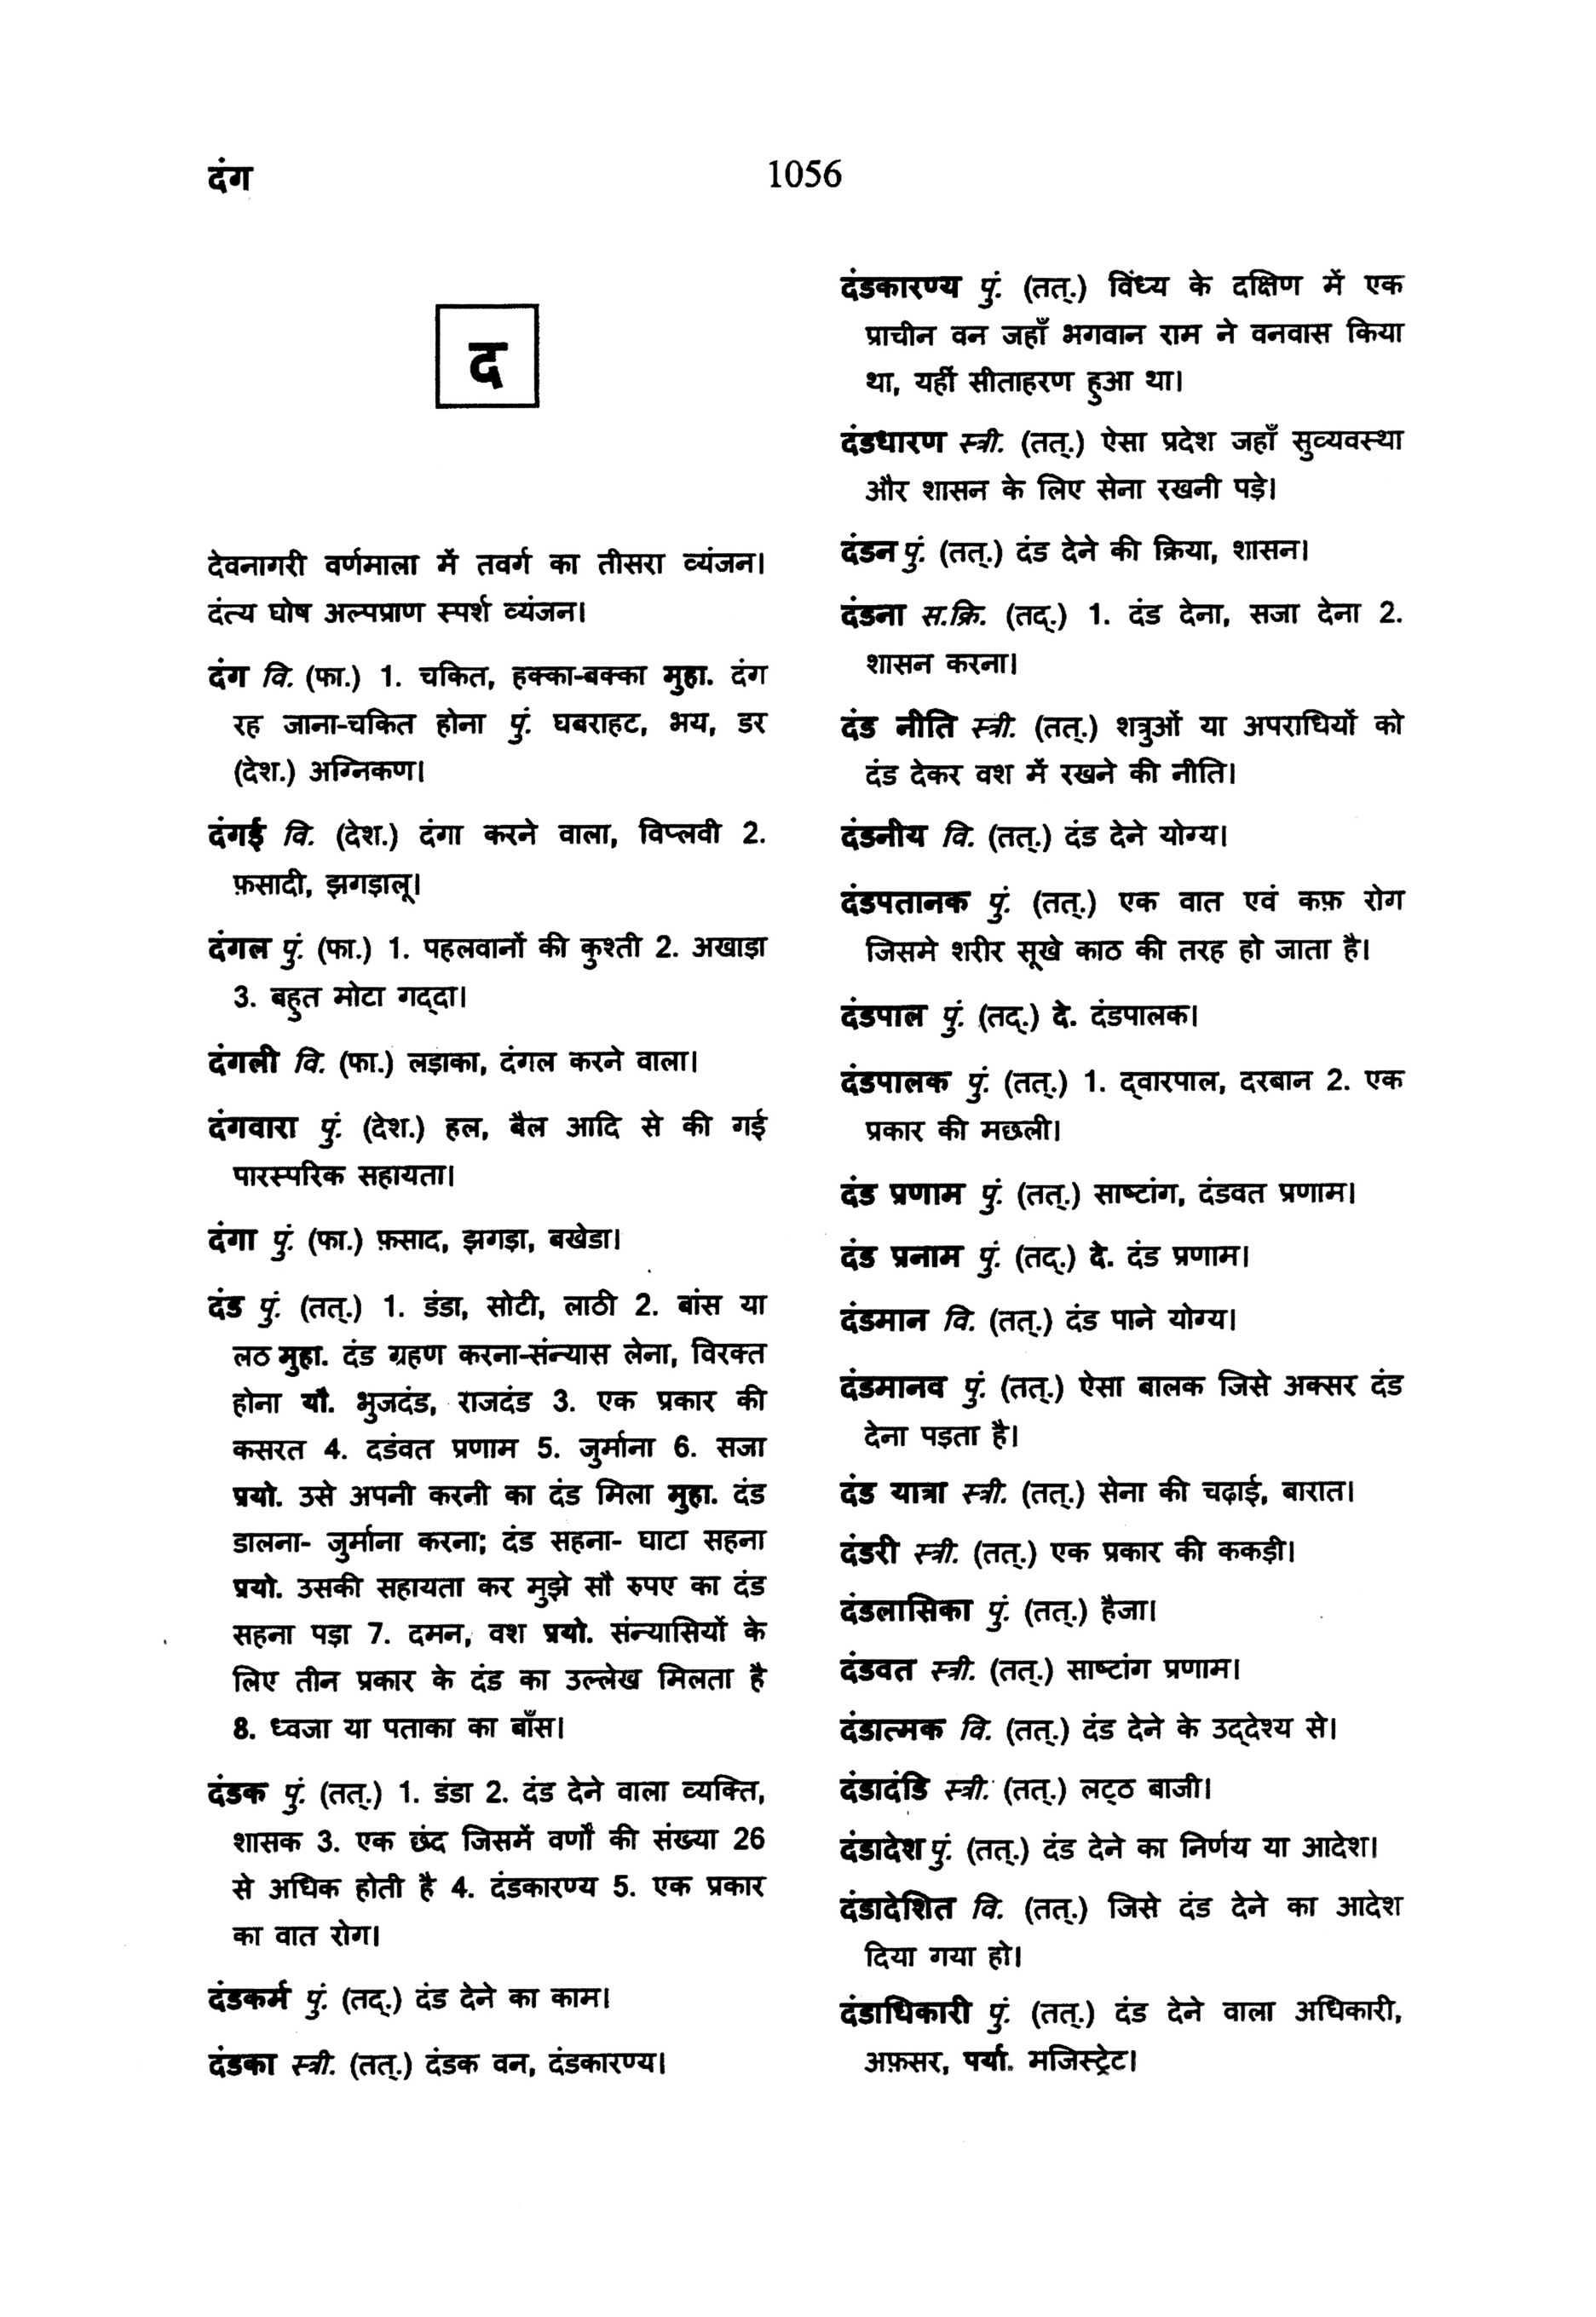 दंग
1056
द
देवनागरी वर्णमाला में तवर्ग का तीसरा व्यंजन।
दंत्य घोष अल्पप्राण स्पर्श व्यंजन।
दंग वि. (फा.) 1. चकित, हक्का-बक्का मुहा. दंग
रह जाना-चकित होना पुं. घबराहट, भय, डर
(देश.) अग्निकण।
दंगई वि. (देश.) दंगा करने वाला, विप्लवी 2.
फ़सादी, झगड़ालू।
दंगल पुं. (फा.) 1. पहलवानों की कुश्ती 2. अखाड़ा
3. बहुत मोटा गद्दा।
दंगली वि. (फा.) लड़ाका, दंगल करने वाला।
दंगवारा पुं. (देश.) हल, बैल आदि से की गई
पारस्परिक सहायता।
दंगा पुं. (फा.) फ़साद, झगड़ा, बखेडा।
दंड पुं. (तत्.) 1. डंडा, सोटी, लाठी 2. बांस या
लठ मुहा. दंड ग्रहण करना-संन्यास लेना, विरक्त
होना यौ. भुजदंड, राजदंड 3. एक प्रकार की
कसरत 4. दडंवत प्रणाम 5. जुर्माना 6. सजा
प्रयो. उसे अपनी करनी का दंड मिला मुहा. दंड
डालना- जुर्माना करना; दंड सहना- घाटा सहना
प्रयो. उसकी सहायता कर मुझे सौ रुपए का दंड
सहना पड़ा 7. दमन, वश प्रयो. संन्यासियों के
लिए तीन प्रकार के दंड का उल्लेख मिलता है
8. ध्वजा या पताका का बाँस।
दंडक पुं. (तत्.) 1. डंडा 2. दंड देने वाला व्यक्ति,
शासक 3. एक छंद जिसमें वर्णों की संख्या 26
से अधिक होती है 4. दंडकारण्य 5. एक प्रकार
का वात रोग।
दंडकर्म पुं. (तद्.) दंड देने का काम।
दंडका स्त्री. (तत्.) दंडक वन, दंडकारण्य।
दंडकारण्य पुं. (तत्.) विंध्य के दक्षिण में एक
प्राचीन वन जहाँ भगवान राम ने वनवास किया
था, यहीं सीताहरण हुआ था।
दंडधारण स्त्री. (तत्.) ऐसा प्रदेश जहाँ सुव्यवस्था
और शासन के लिए सेना रखनी पड़े।
दंडन पुं. (तत्.) दंड देने की क्रिया, शासन।
दंडना स.क्रि. (तद्.) 1. दंड देना, सजा देना 2.
शासन करना।
दंड नीति स्त्री. (तत्.) शत्रुओं या अपराधियों को
दंड देकर वश में रखने की नीति।
दंडनीय वि. (तत्.) दंड देने योग्य।
दंडपतानक पुं. (तत्.) एक वात एवं कफ़ रोग
जिसमे शरीर सूखे काठ की तरह हो जाता है।
दंडपाल पुं. (तद्.) दे. दंडपालक।
दंडपालक पुं. (तत्.) 1. द्वारपाल, दरबान 2. एक
प्रकार की मछली।
दंड प्रणाम पुं. (तत्.) साष्टांग, दंडवत प्रणाम।
दंड प्रनाम पुं. (तद्.) दे. दंड प्रणाम।
दंडमान वि. (तत्.) दंड पाने योग्य।
दंडमानव पुं. (तत्.) ऐसा बालक जिसे अक्सर दंड
देना पड़ता है।
दंड यात्रा स्त्री. (तत्.) सेना की चढ़ाई, बारात।
दंडरी स्त्री. (तत्.) एक प्रकार की ककड़ी।
दंडलासिका पुं. (तत्.) हैजा।
दंडवत स्त्री. (तत्.) साष्टांग प्रणाम।
दंडात्मक वि. (तत्.) दंड देने के उद्देश्य से।
दंडादंडि स्त्री. (तत्.) लट्ठ बाजी।
दंडादेश पुं. (तत्.) दंड देने का निर्णय या आदेश।
दंडादेशित वि. (तत्.) जिसे दंड देने का आदेश
दिया गया हो।
दंडाधिकारी पुं. (तत्.) दंड देने वाला अधिकारी,
अफ़सर, पर्या. मजिस्ट्रेट।